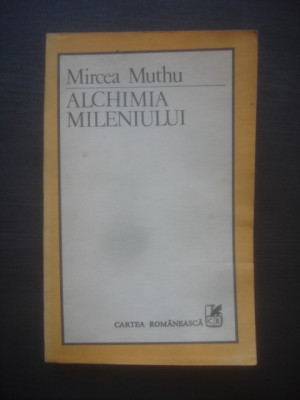 Mircea Muthu
ALCHIMIA
MILENIULUI
CARTEA ROMÂNEASCĂ